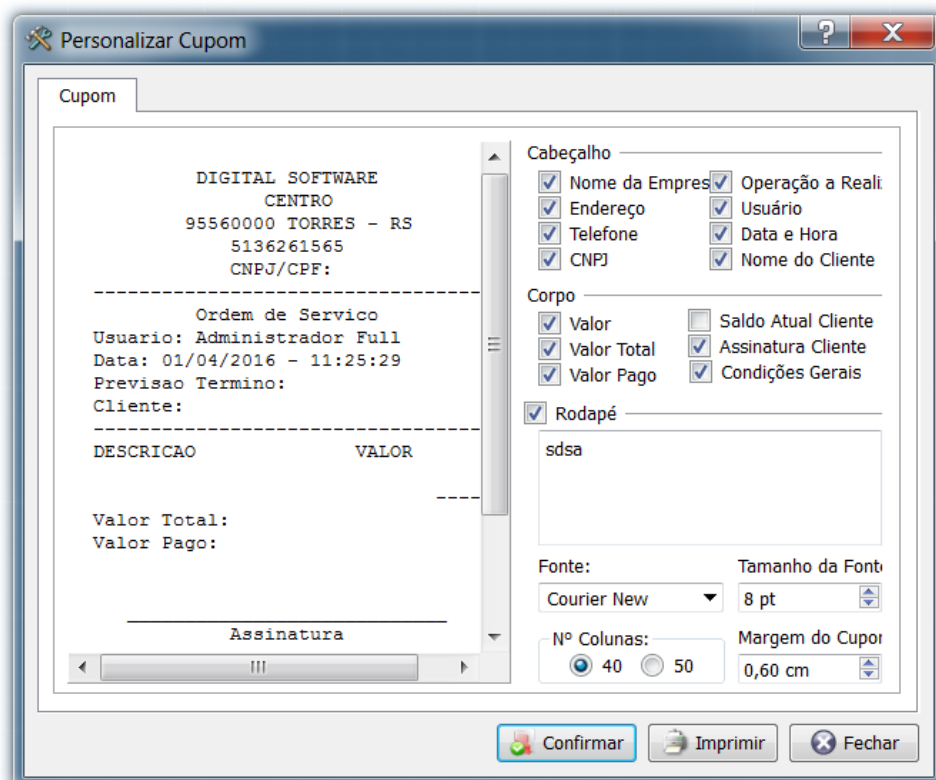 Personalizar Cupom
Cupom
DIGITAL SOFTWARE
CENTRO
95560000 TORRES - RS
5136261565
CNPJ/CPF:
----------------------------------
Ordem de Servico
Usuario: Administrador Full
Data: 01/04/2016 - 11:25:29
Previsao Termino:
Cliente:
----------------------------------
DESCRICAO VALOR
----
Valor Total:
Valor Pago:
Assinatura
Cabeçalho
Nome da Empres Operação a Reali
Endereço Usuário
Telefone Data e Hora
CNPJ Nome do Cliente
Corpo
Valor Saldo Atual Cliente
Valor Total Assinatura Cliente
Valor Pago Condições Gerais
Rodapé
sdsa
Fonte: Tamanho da Font
Courier New 8 pt
Nº Colunas: Margem do Cupo
40 50 0,60 cm
Confirmar Imprimir Fechar